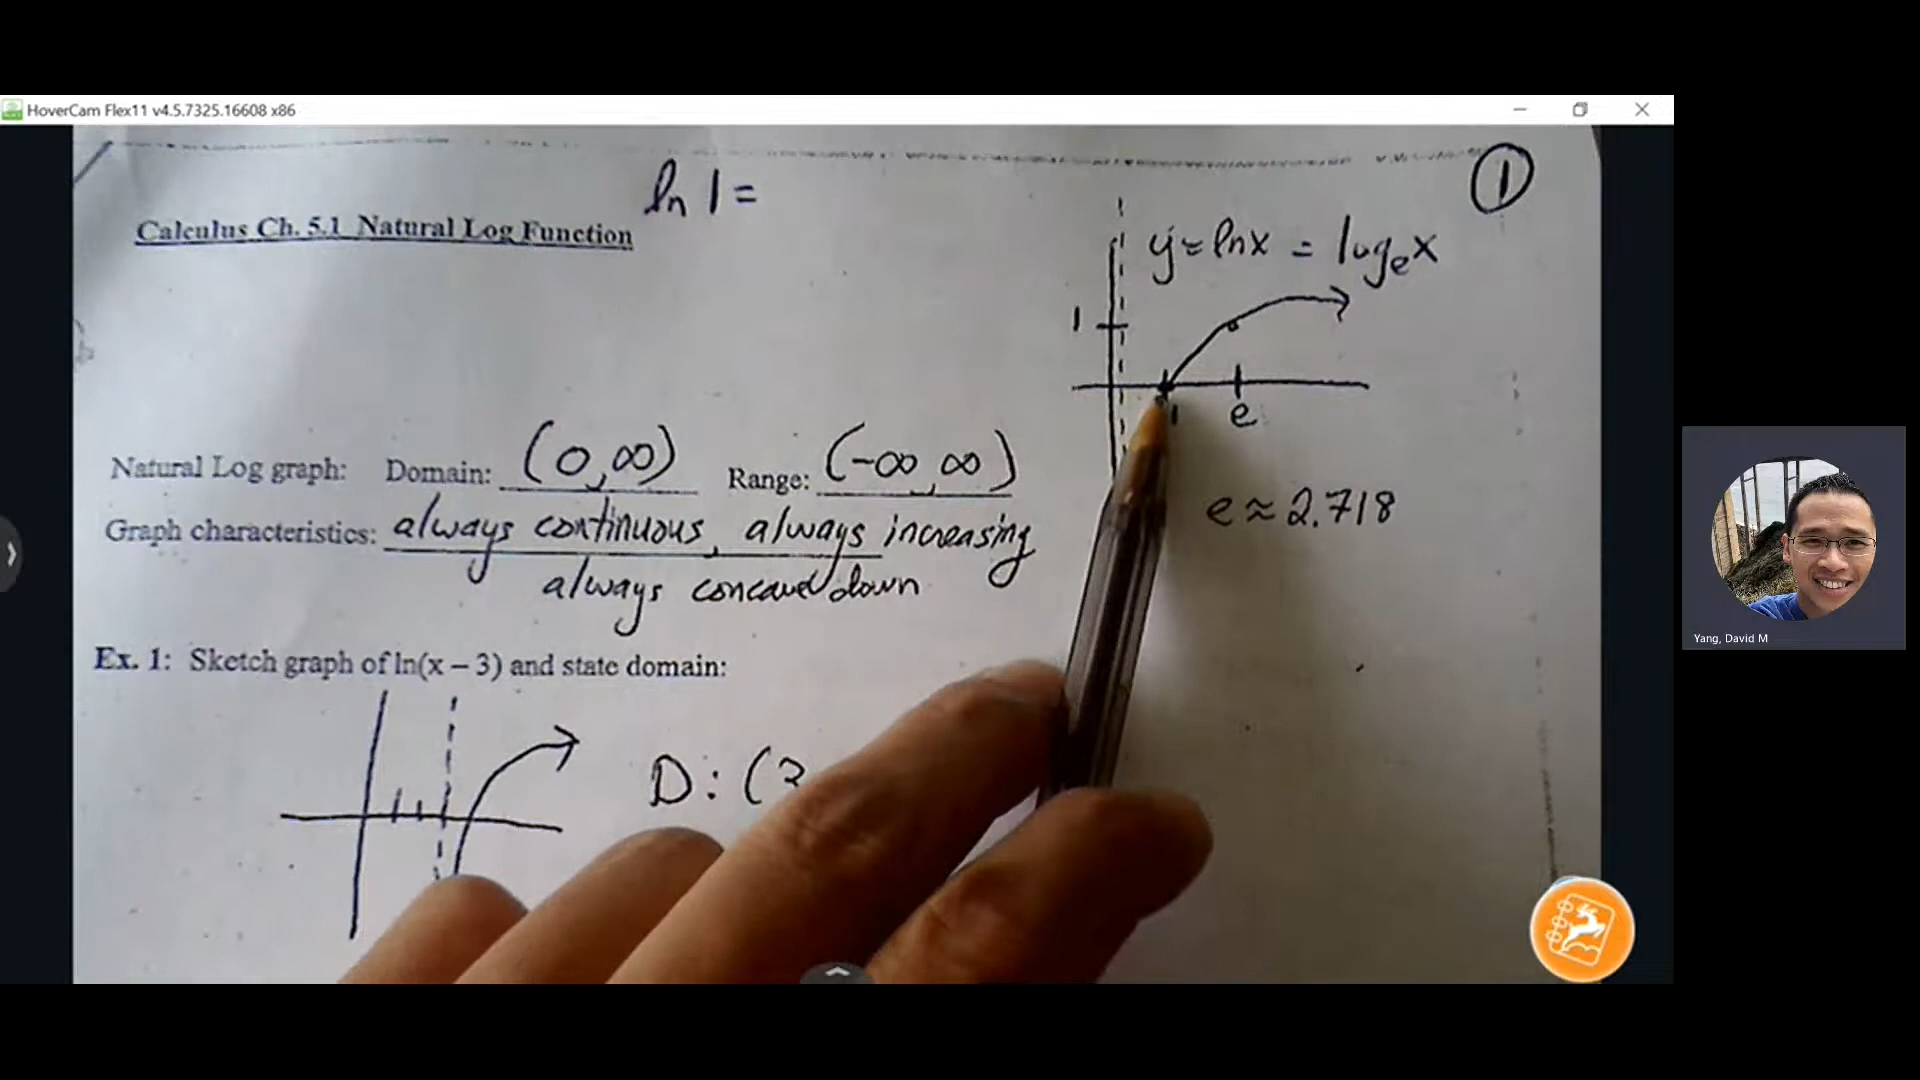 HoverCam Flex11 v4.5.7325.16608 x86
ln 1 =
1
Calculus Ch. 5.1 Natural Log Function
y = ln x = log_e x
1
1 e
e ≈ 2.718
Natural Log graph: Domain: (0, ∞) Range: (-∞, ∞)
Graph characteristics: always continuous, always increasing
always concave down
Ex. 1: Sketch graph of ln(x – 3) and state domain:
D: (3
Yang, David M